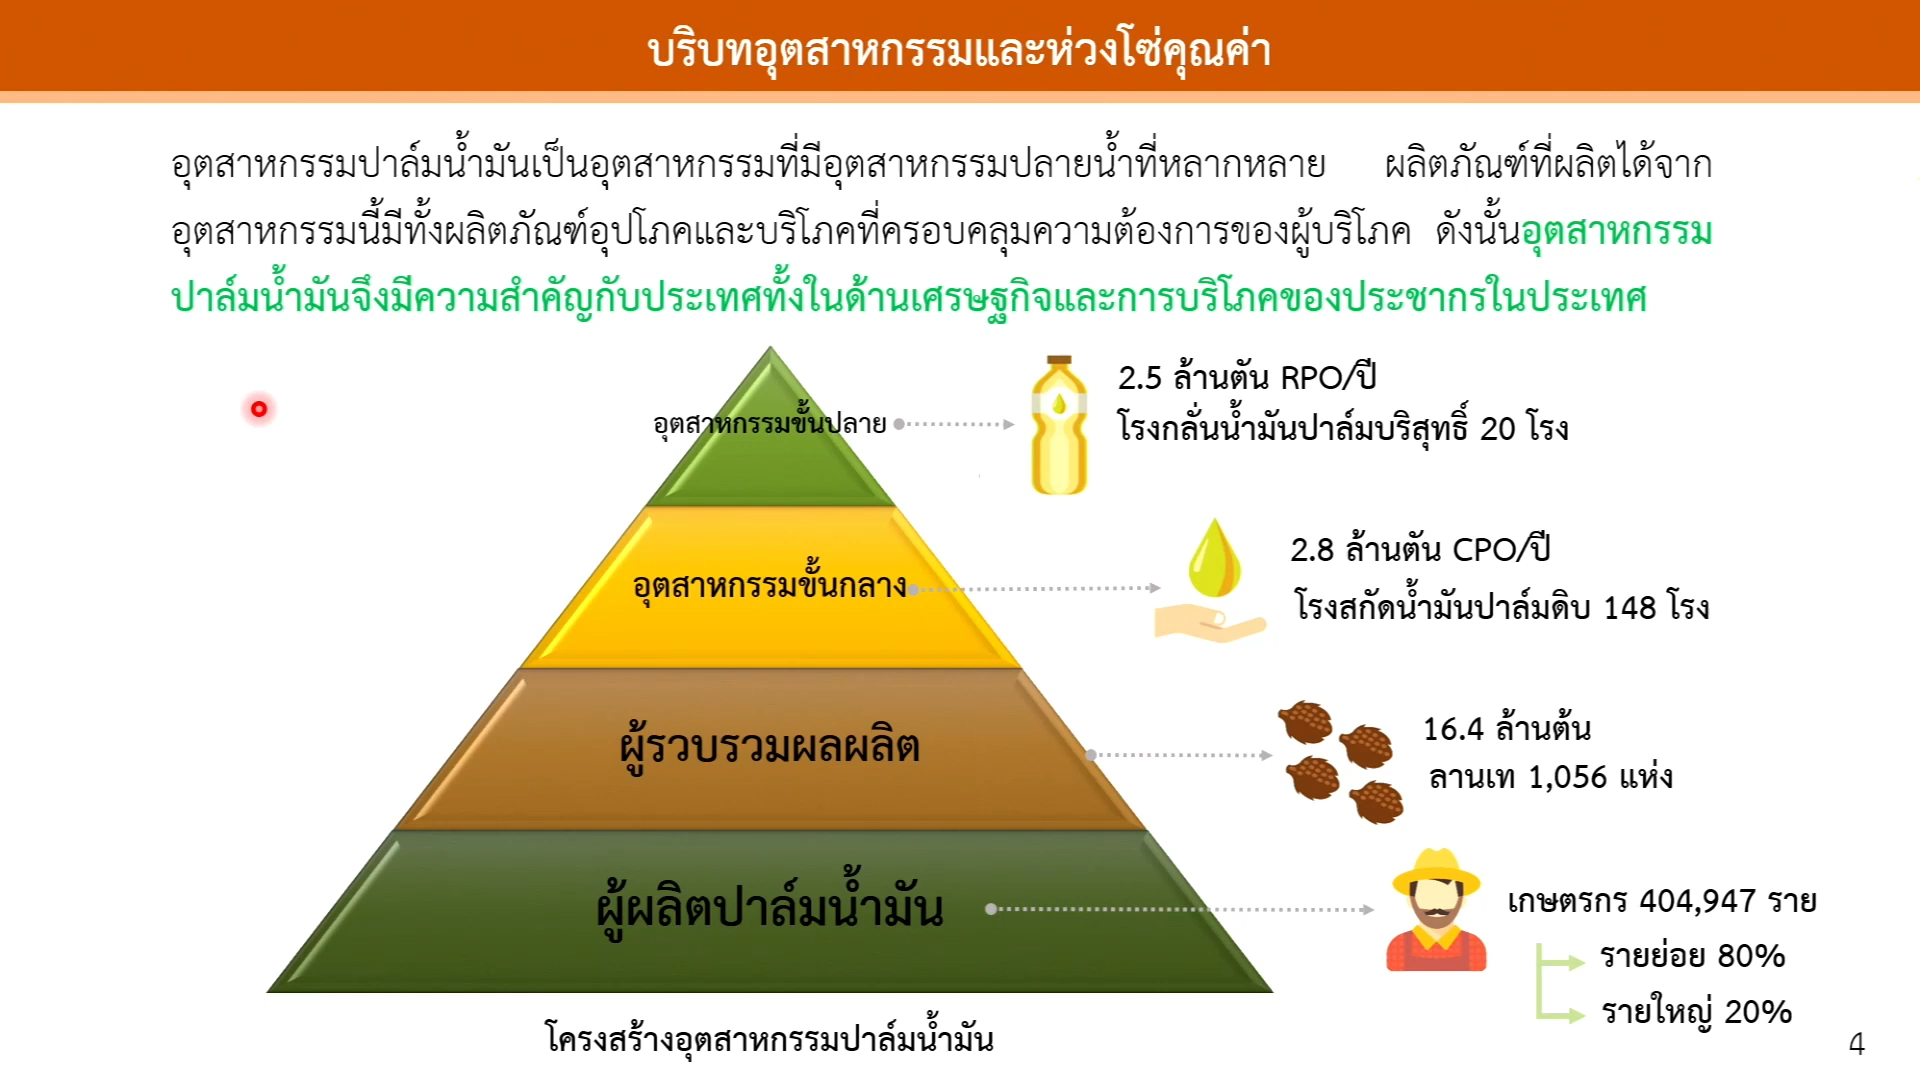 บริบทอุตสาหกรรมและห่วงโซ่คุณค่า
อุตสาหกรรมปาล์มน้ำมันเป็นอุตสาหกรรมที่มีอุตสาหกรรมปลายน้ำที่หลากหลาย ผลิตภัณฑ์ที่ผลิตได้จาก
อุตสาหกรรมนี้มีทั้งผลิตภัณฑ์อุปโภคและบริโภคที่ครอบคลุมความต้องการของผู้บริโภค ดังนั้นอุตสาหกรรม
ปาล์มน้ำมันจึงมีความสำคัญกับประเทศทั้งในด้านเศรษฐกิจและการบริโภคของประชากรในประเทศ
อุตสาหกรรมขั้นปลาย
2.5 ล้านตัน RPO/ปี
โรงกลั่นน้ำมันปาล์มบริสุทธิ์ 20 โรง
อุตสาหกรรมขั้นกลาง
2.8 ล้านตัน CPO/ปี
โรงสกัดน้ำมันปาล์มดิบ 148 โรง
ผู้รวบรวมผลผลิต
16.4 ล้านต้น
ลานเท 1,056 แห่ง
ผู้ผลิตปาล์มน้ำมัน
เกษตรกร 404,947 ราย
รายย่อย 80%
รายใหญ่ 20%
โครงสร้างอุตสาหกรรมปาล์มน้ำมัน
4